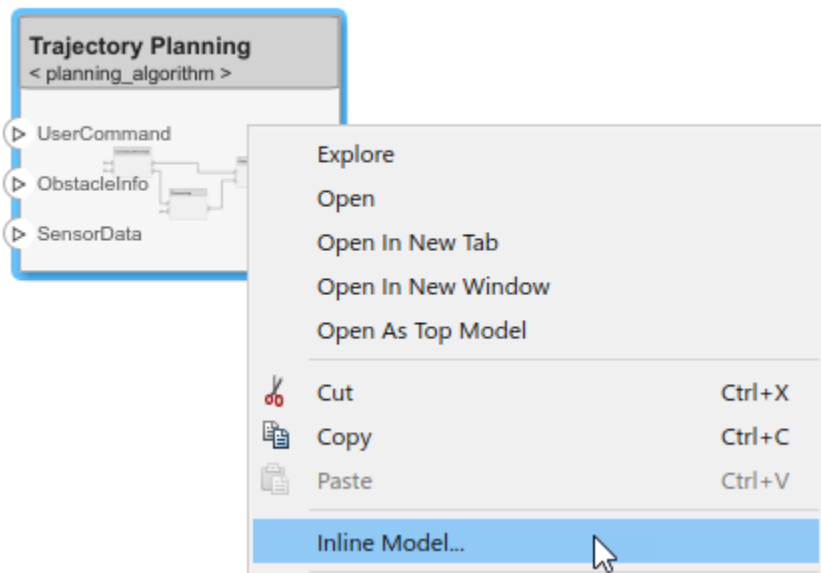 Trajectory Planning
< planning_algorithm >
UserCommand
ObstacleInfo
SensorData
Explore
Open
Open In New Tab
Open In New Window
Open As Top Model
Cut Ctrl+X
Copy Ctrl+C
Paste Ctrl+V
Inline Model...